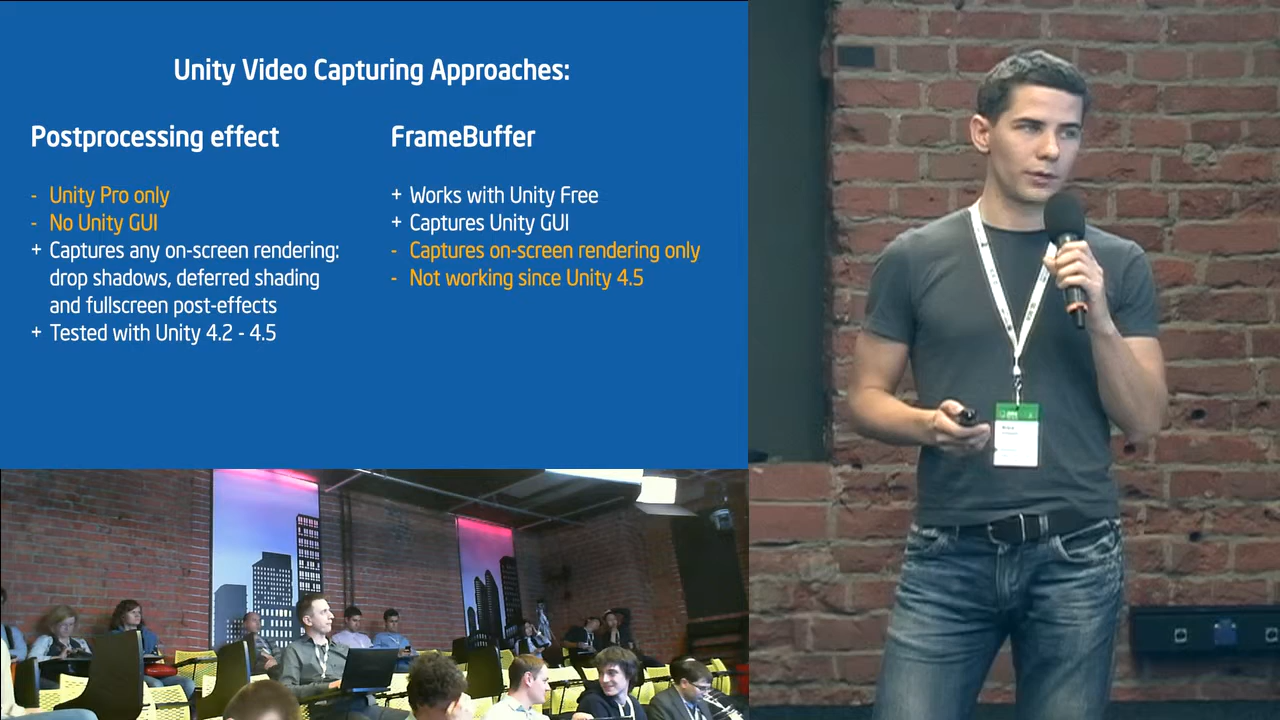 Unity Video Capturing Approaches:
Postprocessing effect
- Unity Pro only
- No Unity GUI
+ Captures any on-screen rendering:
drop shadows, deferred shading
and fullscreen post-effects
+ Tested with Unity 4.2 - 4.5
FrameBuffer
+ Works with Unity Free
+ Captures Unity GUI
- Captures on-screen rendering only
- Not working since Unity 4.5